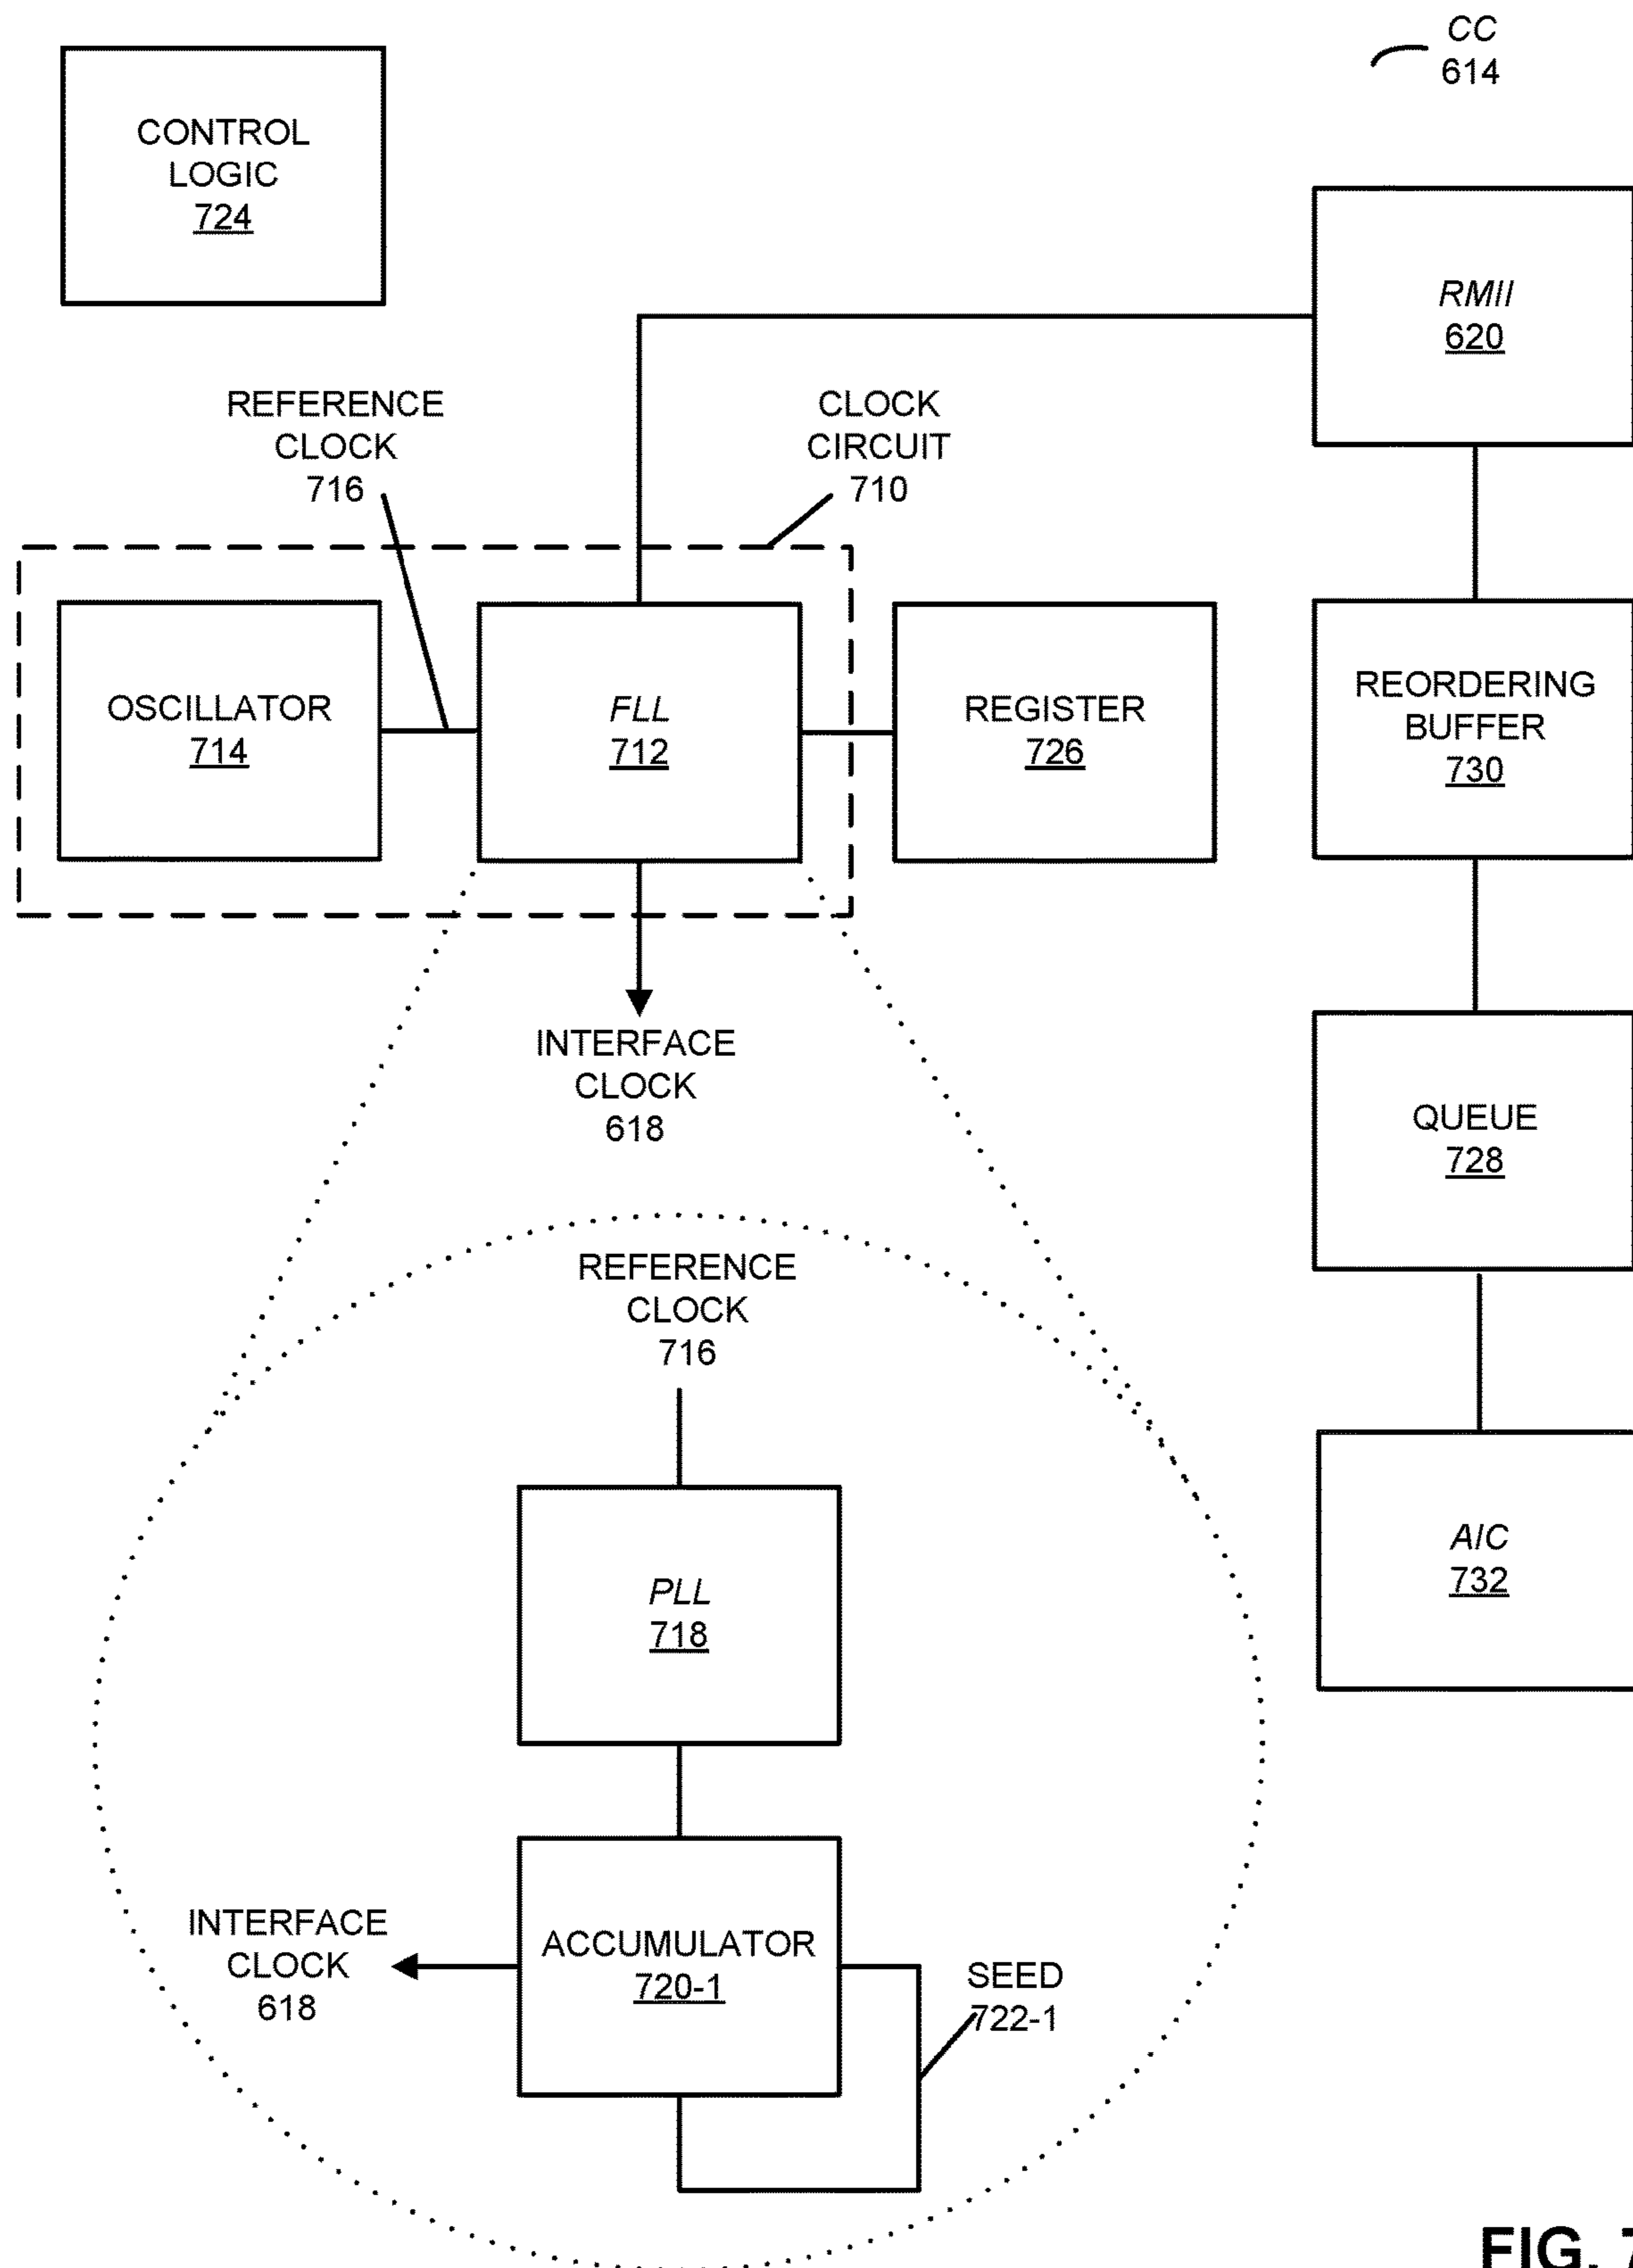 CC
614
CONTROL
LOGIC
724
RMII
620
REFERENCE
CLOCK
716
CLOCK
CIRCUIT
710
OSCILLATOR
714
FLL
712
REGISTER
726
REORDERING
BUFFER
730
INTERFACE
CLOCK
618
QUEUE
728
REFERENCE
CLOCK
716
PLL
718
AIC
732
INTERFACE
CLOCK
618
ACCUMULATOR
720-1
SEED
722-1
FIG. 7